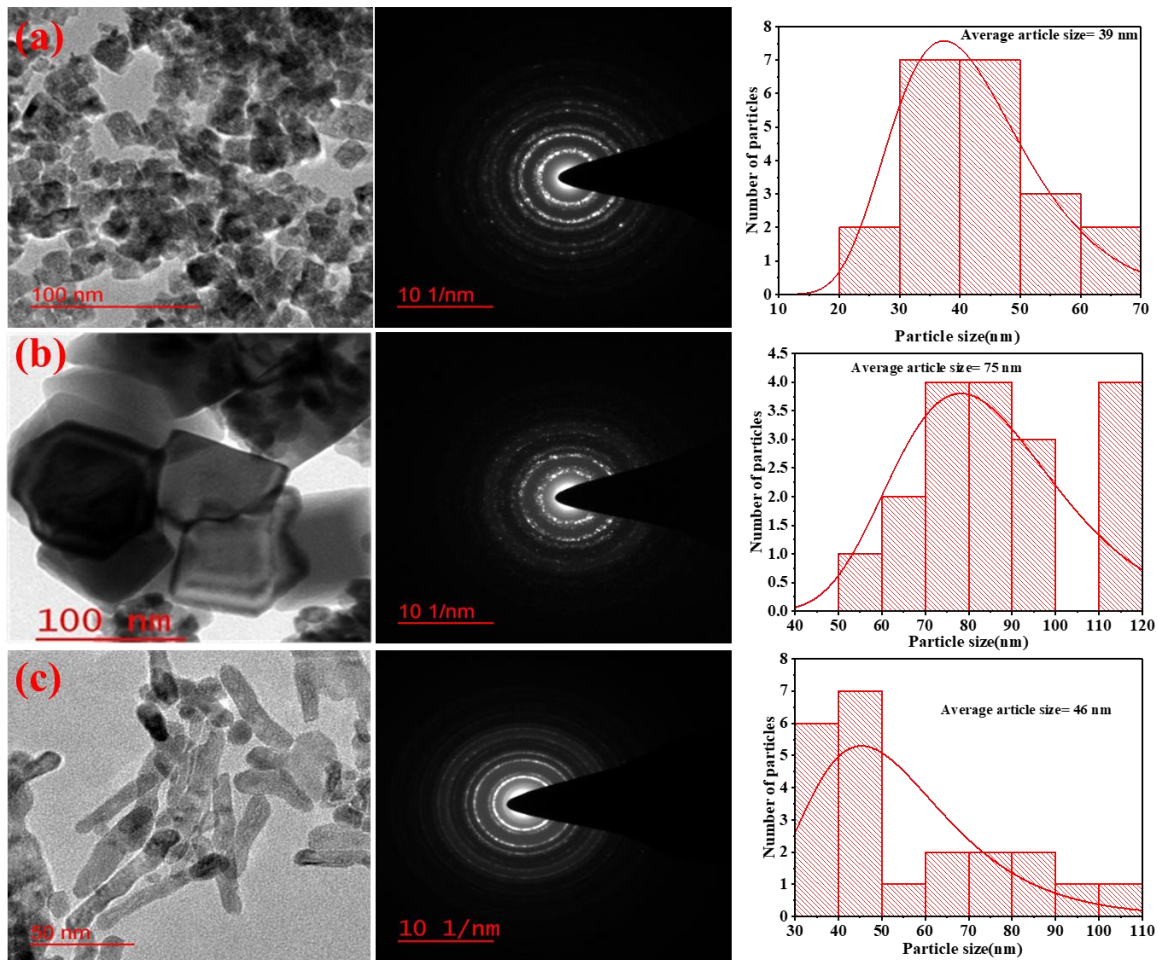 (a)
100 nm
10 1/nm
Average article size= 39 nm
Number of particles
8
7
6
5
4
3
2
1
0
10 20 30 40 50 60 70
Particle size(nm)
(b)
100 nm
10 1/nm
Average article size= 75 nm
Number of particles
4.5
4.0
3.5
3.0
2.5
2.0
1.5
1.0
0.5
0.0
40 50 60 70 80 90 100 110 120
Particle size(nm)
(c)
50 nm
10 1/nm
Average article size= 46 nm
Number of particles
8
7
6
5
4
3
2
1
0
30 40 50 60 70 80 90 100 110
Particle size(nm)